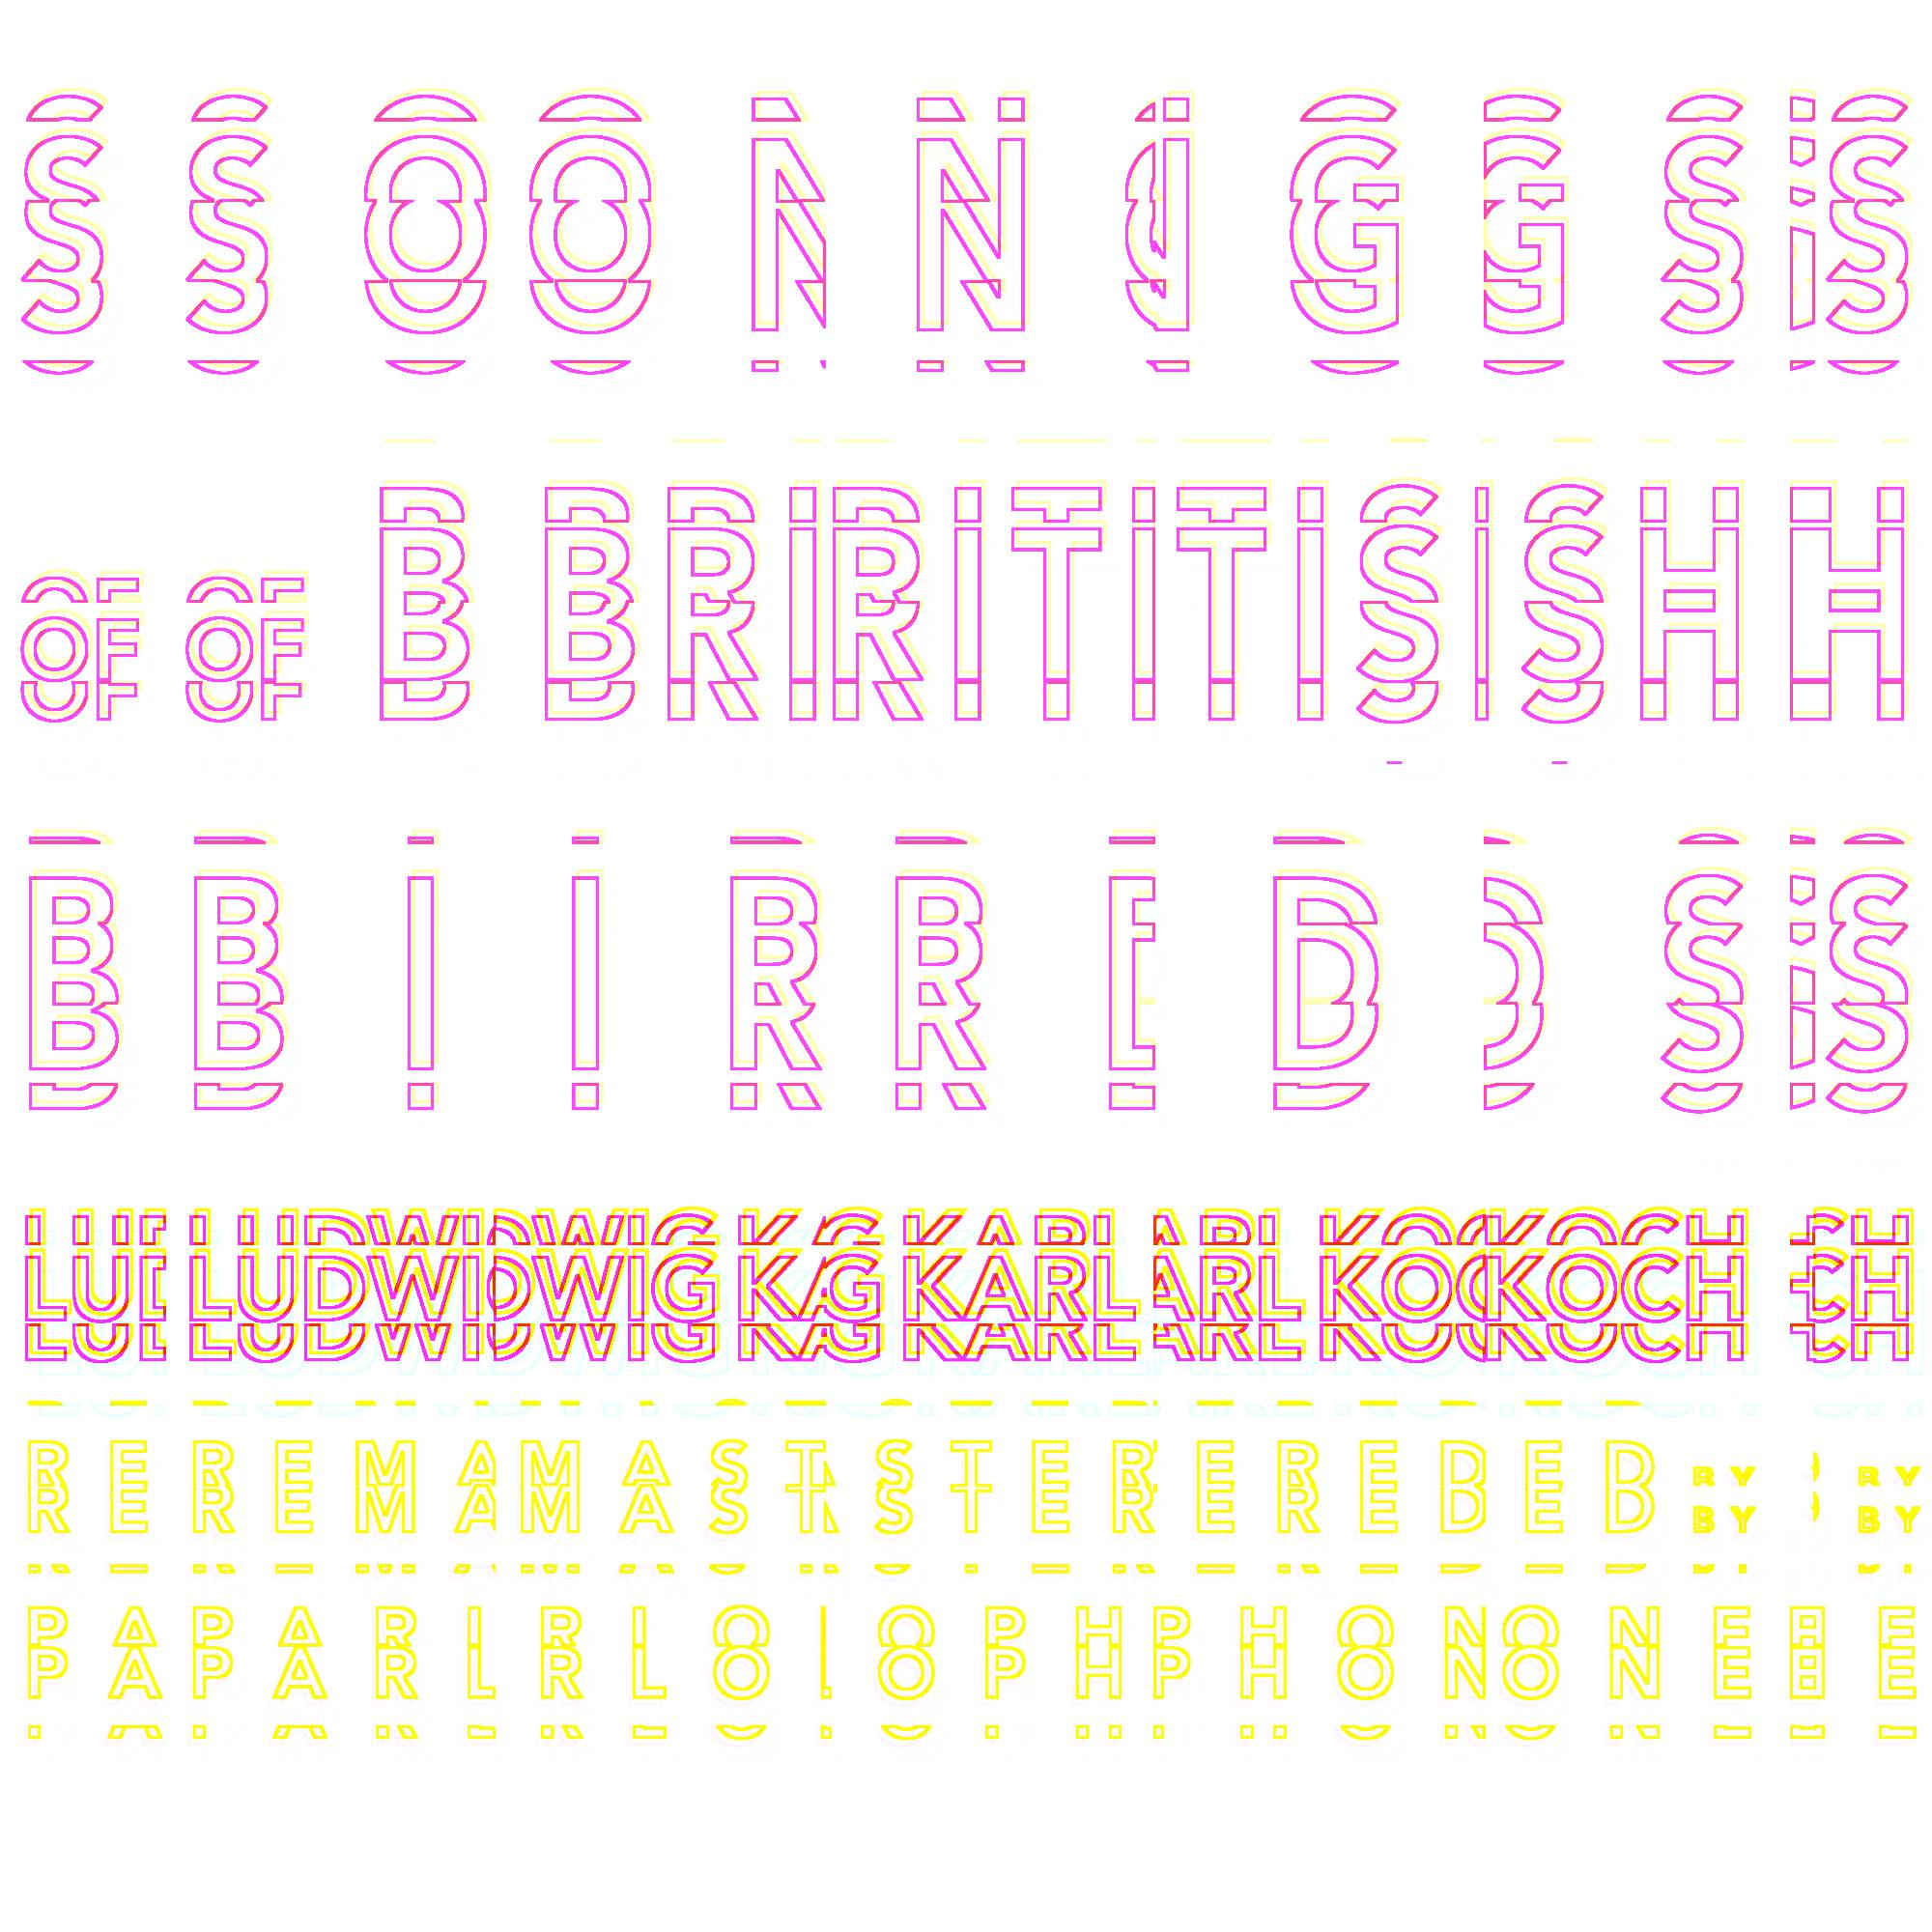 SONGS
OF BRITISH
BIRDS
LUDWIG KARL KOCH
REMASTERED BY
PARLOPHONE